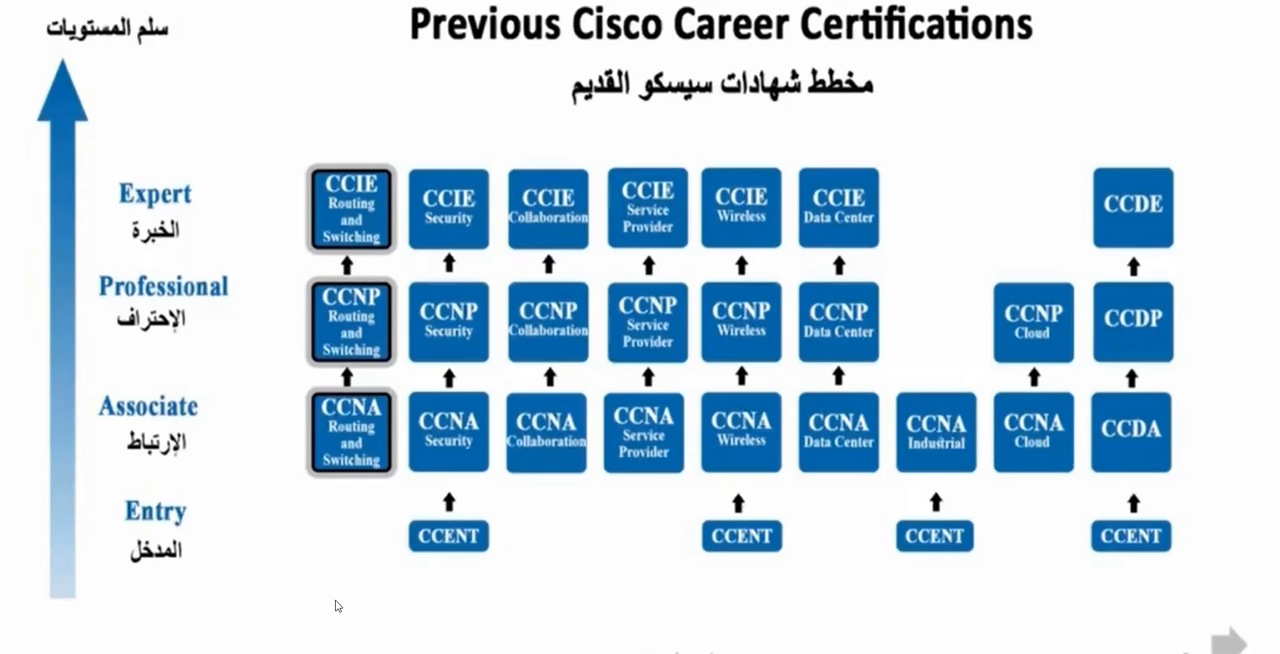 سلم المستويات
Previous Cisco Career Certifications
مخطط شهادات سيسكو القديم
Expert
الخبرة
CCIE
Routing
and
Switching
CCIE
Security
CCIE
Collaboration
CCIE
Service
Provider
CCIE
Wireless
CCIE
Data Center
CCDE
Professional
الإحتراف
CCNP
Routing
and
Switching
CCNP
Security
CCNP
Collaboration
CCNP
Service
Provider
CCNP
Wireless
CCNP
Data Center
CCNP
Cloud
CCDP
Associate
الإرتباط
CCNA
Routing
and
Switching
CCNA
Security
CCNA
Collaboration
CCNA
Service
Provider
CCNA
Wireless
CCNA
Data Center
CCNA
Industrial
CCNA
Cloud
CCDA
Entry
المدخل
CCENT
CCENT
CCENT
CCENT